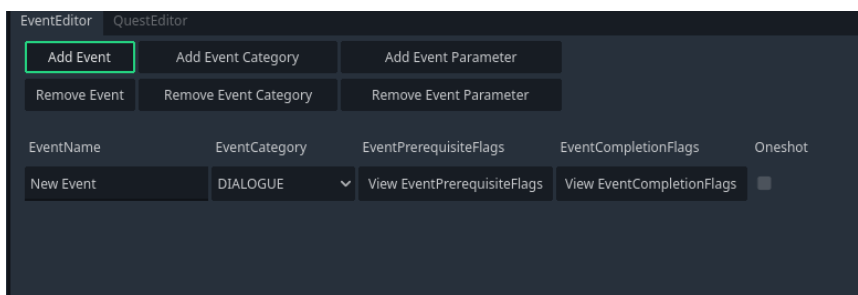 EventEditor QuestEditor
Add Event Add Event Category Add Event Parameter
Remove Event Remove Event Category Remove Event Parameter
EventName EventCategory EventPrerequisiteFlags EventCompletionFlags Oneshot
New Event DIALOGUE View EventPrerequisiteFlags View EventCompletionFlags